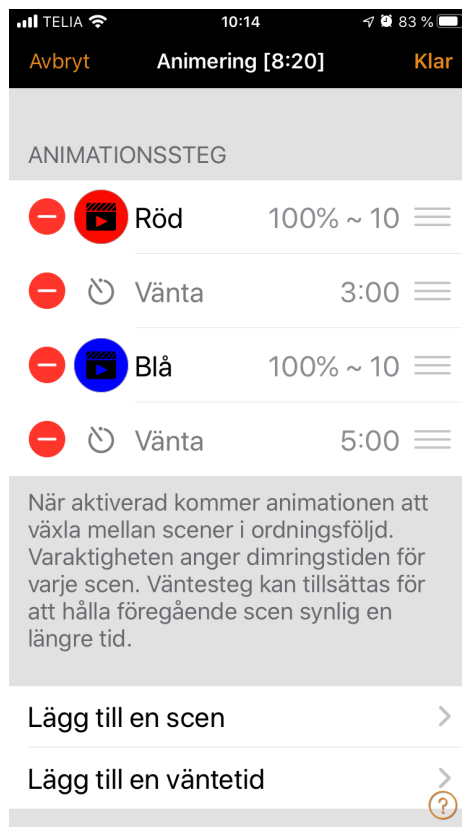 TELIA 10:14 83 %
Avbryt Animering [8:20] Klar
ANIMATIONSSTEG
Röd 100% ~ 10
Vänta 3:00
Blå 100% ~ 10
Vänta 5:00
När aktiverad kommer animationen att
växla mellan scener i ordningsföljd.
Varaktigheten anger dimringstiden för
varje scen. Väntesteg kan tillsättas för
att hålla föregående scen synlig en
längre tid.
Lägg till en scen
Lägg till en väntetid
?